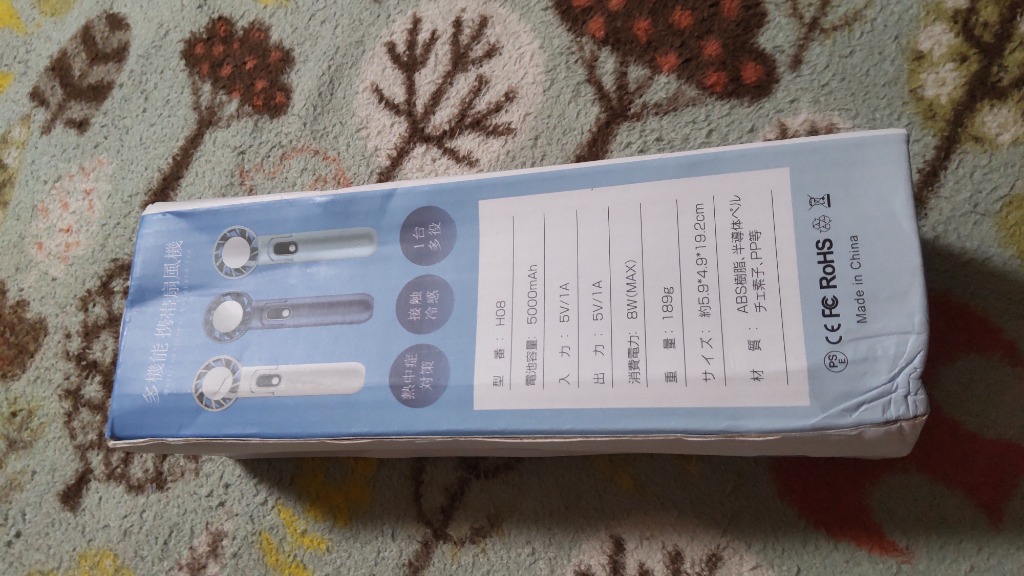 多機能携帯扇風機
熱中症
対策
接触
冷感
1台
多役
型番： H08
電池容量： 5000mAh
入力： 5V/1A
出力： 5V/1A
消費電力： 8W(MAX)
重量： 189g
サイズ： 約5.9*4.9*19.2cm
材質： ABS樹脂、半導体ペル
チェ素子、PP等
PSE CE FC RoHS
Made in China